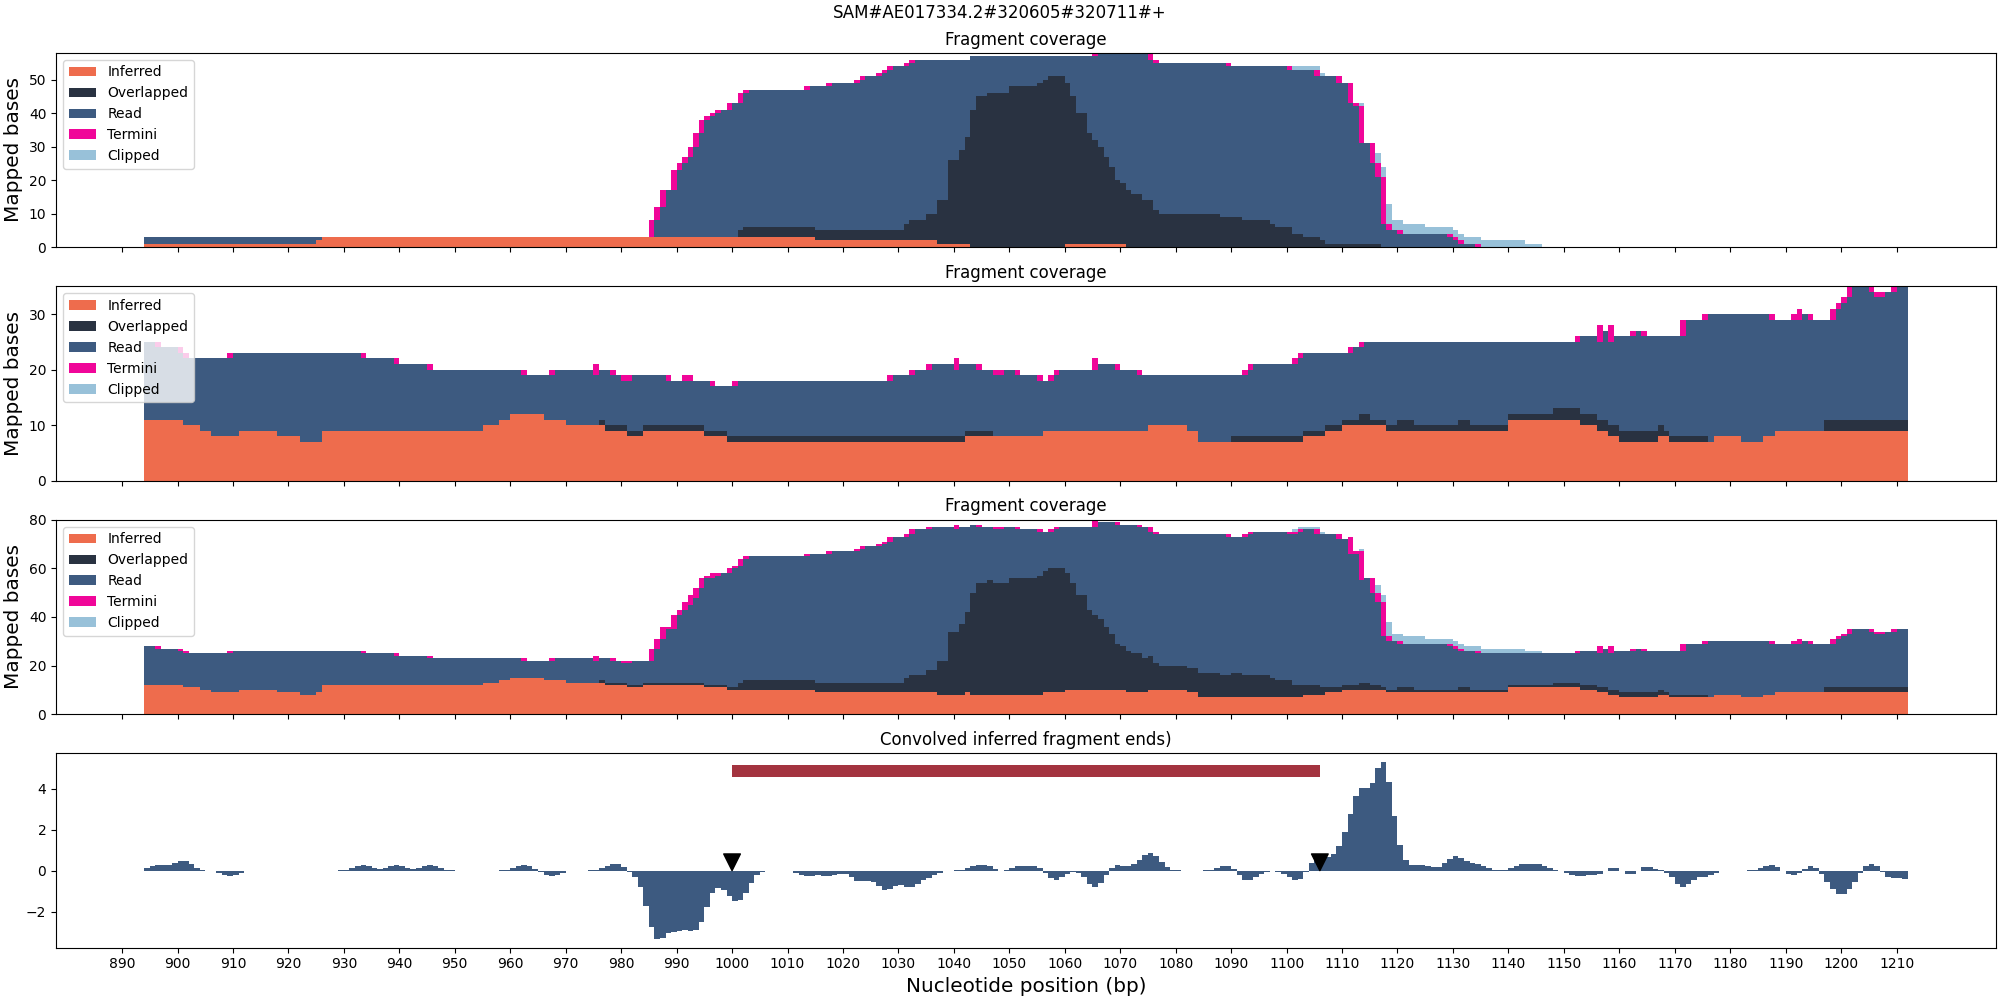 SAM#AE017334.2#320605#320711#+
Fragment coverage
Mapped bases
50
40
30
20
10
0
Inferred
Overlapped
Read
Termini
Clipped
Fragment coverage
Mapped bases
30
20
10
0
Inferred
Overlapped
Read
Termini
Clipped
Fragment coverage
Mapped bases
80
60
40
20
0
Inferred
Overlapped
Read
Termini
Clipped
Convolved inferred fragment ends)
4
2
0
−2
890 900 910 920 930 940 950 960 970 980 990 1000 1010 1020 1030 1040 1050 1060 1070 1080 1090 1100 1110 1120 1130 1140 1150 1160 1170 1180 1190 1200 1210
Nucleotide position (bp)